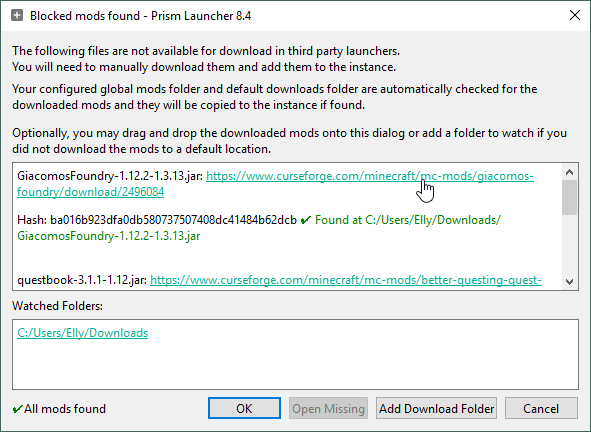 Blocked mods found - Prism Launcher 8.4
The following files are not available for download in third party launchers.
You will need to manually download them and add them to the instance.
Your configured global mods folder and default downloads folder are automatically checked for the
downloaded mods and they will be copied to the instance if found.
Optionally, you may drag and drop the downloaded mods onto this dialog or add a folder to watch if you
did not download the mods to a default location.
GiacomosFoundry-1.12.2-1.3.13.jar: https://www.curseforge.com/minecraft/mc-mods/giacomos-
foundry/download/2496084
Hash: ba016b923dfa0db580737507408dc41484b62dcb ✔ Found at C:/Users/Elly/Downloads/
GiacomosFoundry-1.12.2-1.3.13.jar
questbook-3.1.1-1.12.jar: https://www.curseforge.com/minecraft/mc-mods/better-questing-quest-
Watched Folders:
C:/Users/Elly/Downloads
✔All mods found
OK
Open Missing
Add Download Folder
Cancel